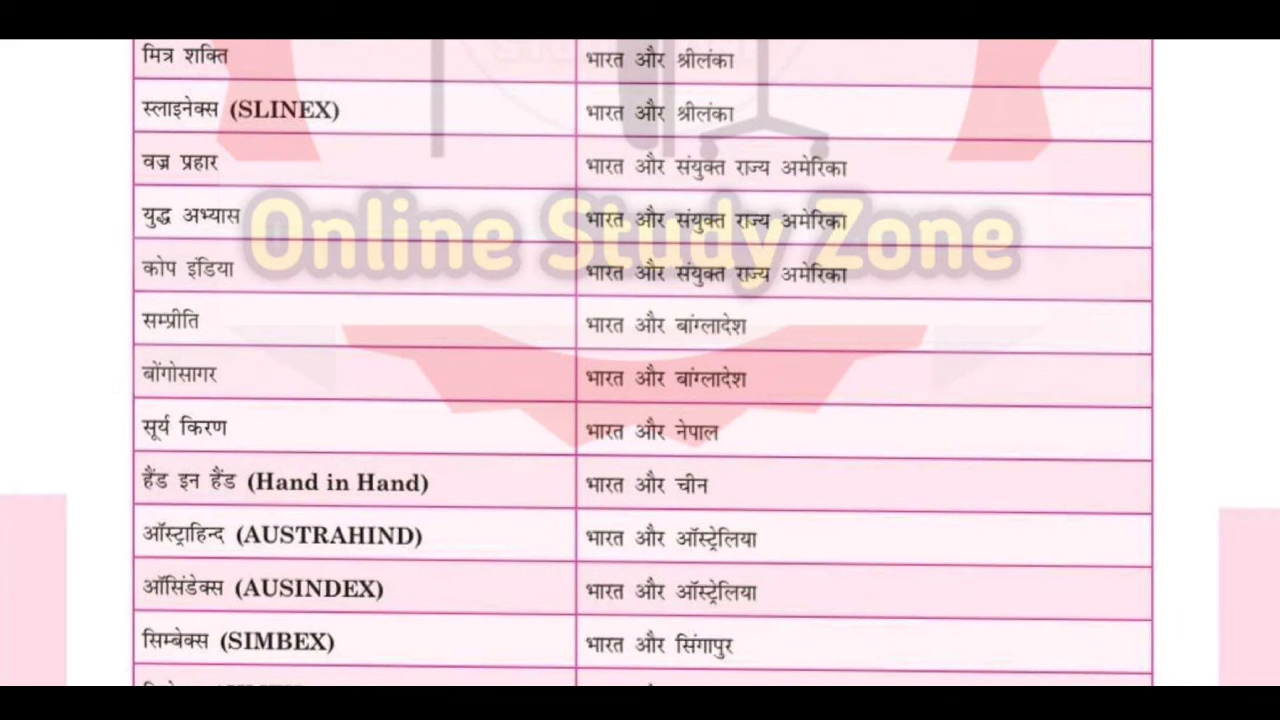 मित्र शक्ति भारत और श्रीलंका
स्लाइनेक्स (SLINEX) भारत और श्रीलंका
वज्र प्रहार भारत और संयुक्त राज्य अमेरिका
युद्ध अभ्यास भारत और संयुक्त राज्य अमेरिका
Online Study Zone
कोप इंडिया भारत और संयुक्त राज्य अमेरिका
सम्प्रीति भारत और बांग्लादेश
बोंगोसागर भारत और बांग्लादेश
सूर्य किरण भारत और नेपाल
हैंड इन हैंड (Hand in Hand) भारत और चीन
ऑस्ट्राहिन्द (AUSTRAHIND) भारत और ऑस्ट्रेलिया
ऑसिंडेक्स (AUSINDEX) भारत और ऑस्ट्रेलिया
सिम्बेक्स (SIMBEX) भारत और सिंगापुर